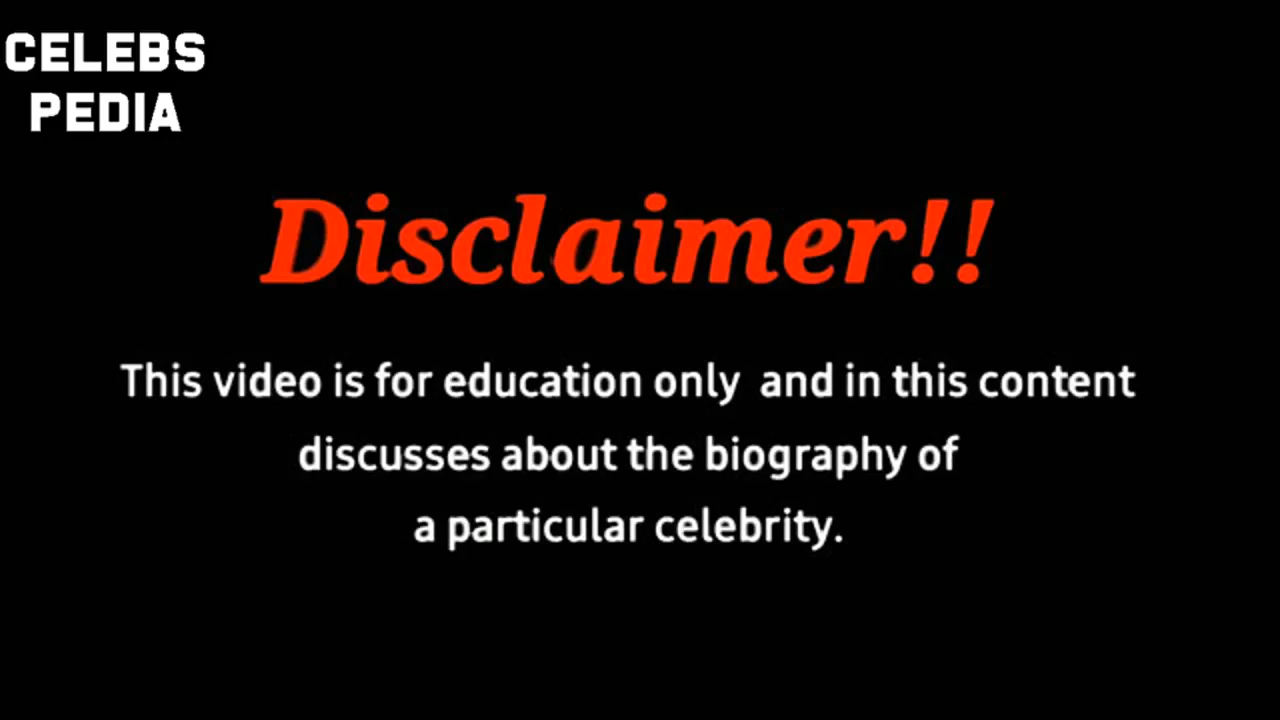 CELEBS
PEDIA
Disclaimer!!
This video is for education only  and in this content
discusses about the biography of
a particular celebrity.